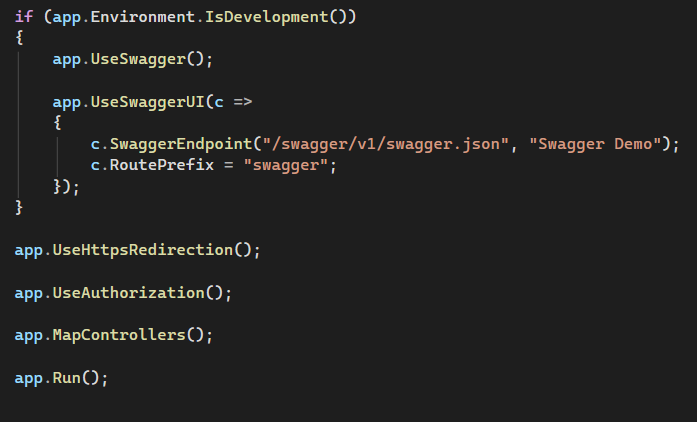 if (app.Environment.IsDevelopment())
{
    app.UseSwagger();

    app.UseSwaggerUI(c =>
    {
        c.SwaggerEndpoint("/swagger/v1/swagger.json", "Swagger Demo");
        c.RoutePrefix = "swagger";
    });
}

app.UseHttpsRedirection();

app.UseAuthorization();

app.MapControllers();

app.Run();